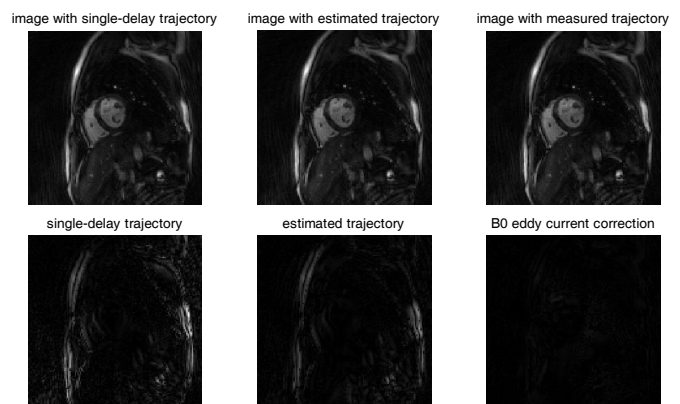 image with single-delay trajectory
image with estimated trajectory
image with measured trajectory
single-delay trajectory
estimated trajectory
B0 eddy current correction